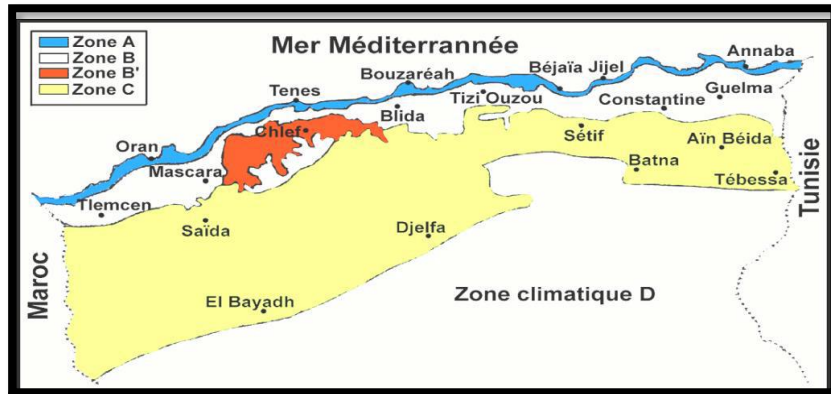 Zone A
Zone B
Zone B'
Zone C
Mer Méditerrannée
Annaba
Bouzaréah
Béjaïa Jijel
Tenes
Guelma
Tizi Ouzou
Constantine
Blida
Chlef
Oran
Sétif
Aïn Béida
Mascara
Batna
Tébessa
Tlemcen
Saïda
Djelfa
Tunisie
Maroc
El Bayadh
Zone climatique D